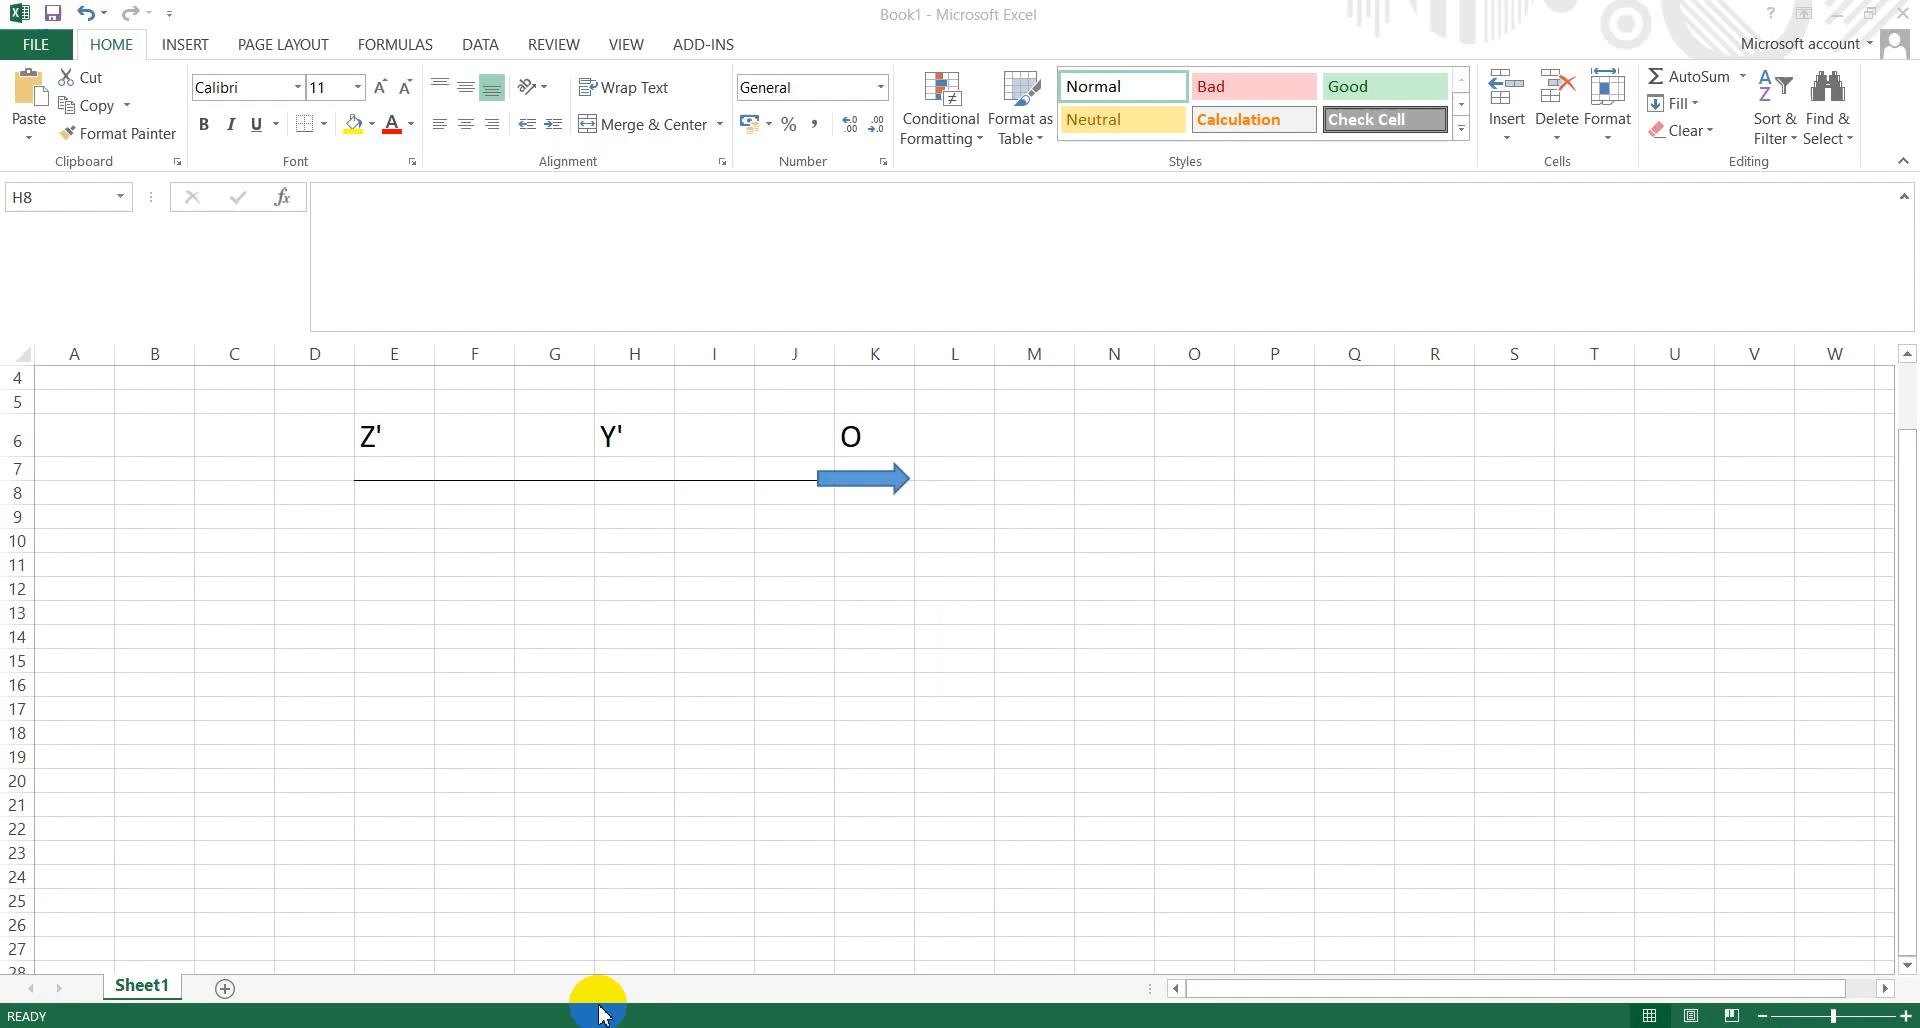 Book1 - Microsoft Excel
?
FILE HOME INSERT PAGE LAYOUT FORMULAS DATA REVIEW VIEW ADD-INS Microsoft account
Paste
Cut
Copy
Format Painter
Clipboard
Calibri 11
B I U A
Font
Wrap Text
Merge & Center
Alignment
General
% ,
Number
Conditional Formatting
Format as Table
Normal Bad Good
Neutral Calculation Check Cell
Styles
Insert Delete Format
Cells
AutoSum
Fill
Clear
Sort & Filter
Find & Select
Editing
H8 fx
A B C D E F G H I J K L M N O P Q R S T U V W
4
5
6 Z' Y' O
7
8
9
10
11
12
13
14
15
16
17
18
19
20
21
22
23
24
25
26
27
28
Sheet1
READY